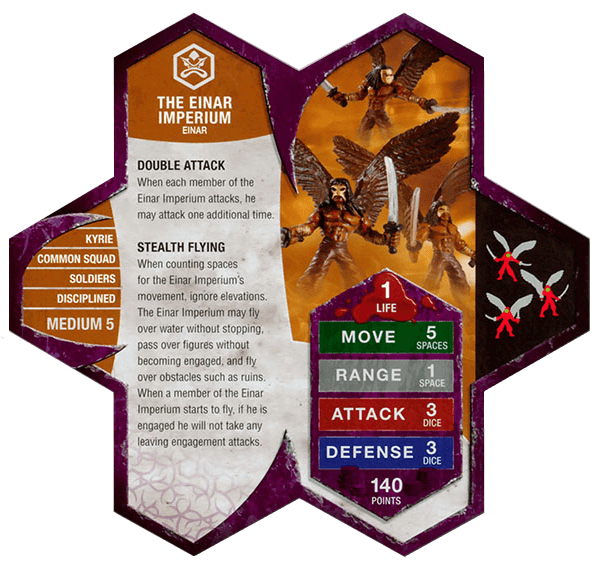 THE EINAR
IMPERIUM
EINAR
DOUBLE ATTACK
When each member of the
Einar Imperium attacks, he
may attack one additional time.
STEALTH FLYING
When counting spaces
for the Einar Imperium's
movement, ignore elevations.
The Einar Imperium may fly
over water without stopping,
pass over figures without
becoming engaged, and fly
over obstacles such as ruins.
When a member of the Einar
Imperium starts to fly, if he is
engaged he will not take any
leaving engagement attacks.
KYRIE
COMMON SQUAD
SOLDIERS
DISCIPLINED
MEDIUM 5
1
LIFE
MOVE 5
SPACES
RANGE 1
SPACE
ATTACK 3
DICE
DEFENSE 3
DICE
140
POINTS